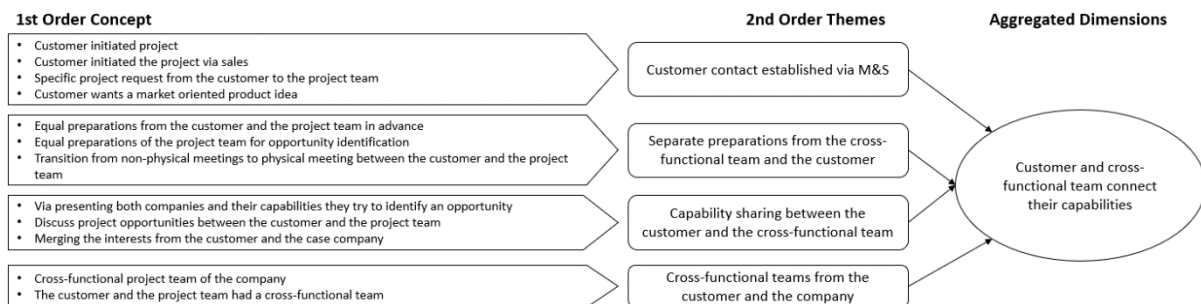 1st Order Concept
2nd Order Themes
Aggregated Dimensions
• Customer initiated project
• Customer initiated the project via sales
• Specific project request from the customer to the project team
• Customer wants a market oriented product idea
Customer contact established via M&S
• Equal preparations from the customer and the project team in advance
• Equal preparations of the project team for opportunity identification
• Transition from non-physical meetings to physical meeting between the customer and the project
team
Separate preparations from the cross-
functional team and the customer
• Via presenting both companies and their capabilities they try to identify an opportunity
• Discuss project opportunities between the customer and the project team
• Merging the interests from the customer and the case company
Capability sharing between the
customer and the cross-functional team
• Cross-functional project team of the company
• The customer and the project team had a cross-functional team
Cross-functional teams from the
customer and the company
Customer and cross-
functional team connect
their capabilities